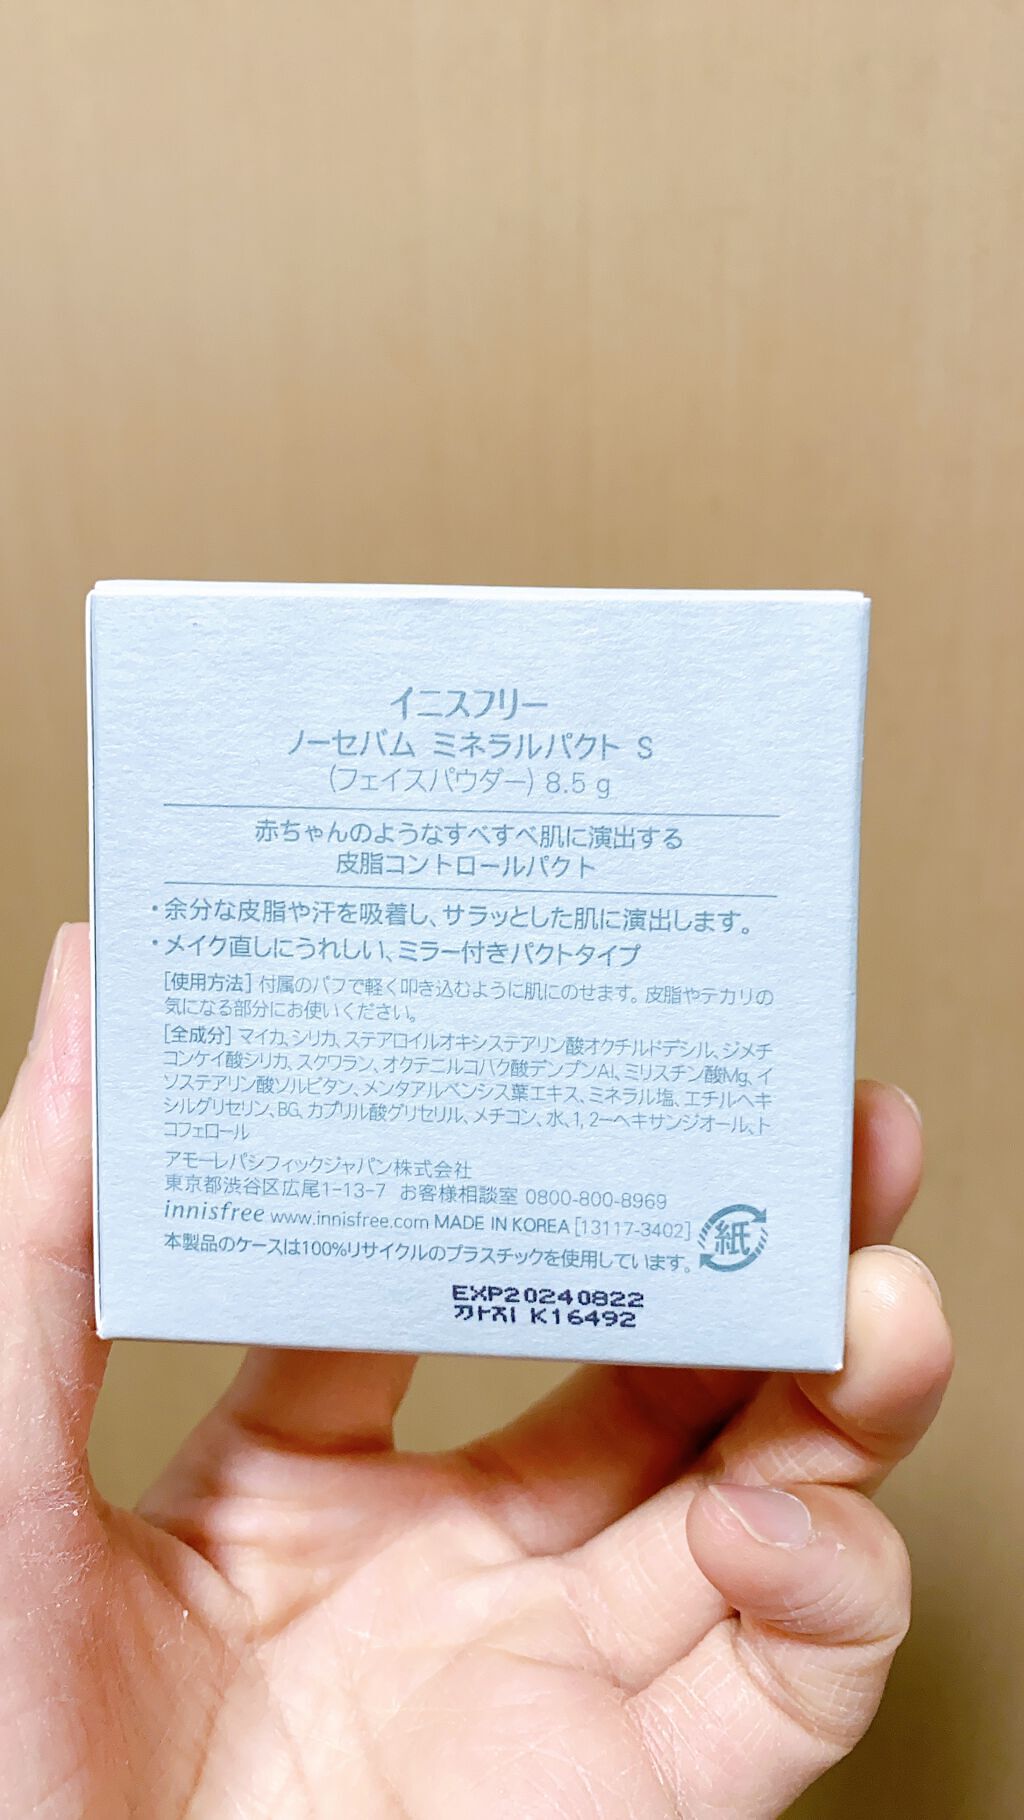 イニスフリー
ノーセバム ミネラルパクト S
(フェイスパウダー) 8.5 g
赤ちゃんのようなすべすべ肌に演出する
皮脂コントロールパクト
・余分な皮脂や汗を吸着し、サラッとした肌に演出します。
・メイク直しにうれしい、ミラー付きパクトタイプ
[使用方法] 付属のパフで軽く叩き込むように肌にのせます。皮脂やテカリの
気になる部分にお使いください。
[全成分] マイカ、シリカ、ステアロイルオキシステアリン酸オクチルドデシル、ジメチ
コンケイ酸シリカ、スクワラン、オクテニルコハク酸デンプンAl、ミリスチン酸Mg、イ
ソステアリン酸ソルビタン、メンタアルベンシス葉エキス、ミネラル塩、エチルヘキ
シルグリセリン、BG、カプリル酸グリセリル、メチコン、水、1, 2-ヘキサンジオール、ト
コフェロール
アモーレパシフィックジャパン株式会社
東京都渋谷区広尾1-13-7 お客様相談室 0800-800-8969
innisfree www.innisfree.com MADE IN KOREA [13117-3402]
紙
本製品のケースは100%リサイクルのプラスチックを使用しています。
EXP20240822
까지 K16492